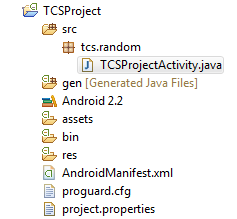 TCSProject
src
tcs.random
TCSProjectActivity.java
gen [Generated Java Files]
Android 2.2
assets
bin
res
AndroidManifest.xml
proguard.cfg
project.properties